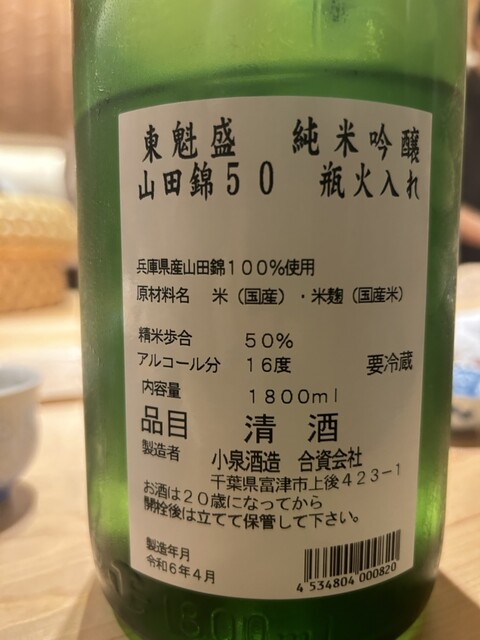 東魁盛 純米吟醸
山田錦50 瓶火入れ
兵庫県産山田錦100%使用
原材料名 米(国産)・米麹(国産米)
精米歩合 50%
アルコール分 16度 要冷蔵
内容量 1800ml
品目 清酒
製造者 小泉酒造 合資会社
千葉県富津市上後423-1
お酒は20歳になってから
開栓後は立てて保管して下さい。
製造年月
令和6年4月
4 534804 000820
1800